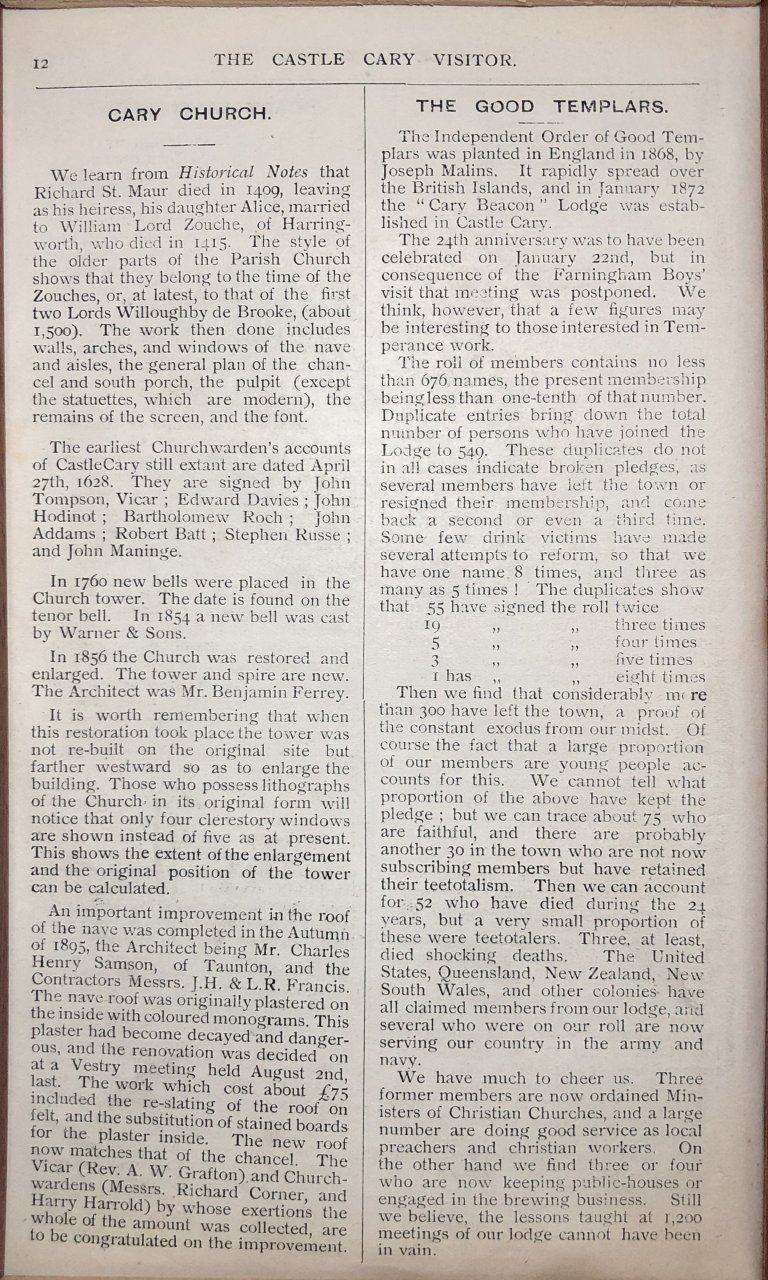 12
THE CASTLE CARY VISITOR.
CARY CHURCH.
We learn from Historical Notes that
Richard St. Maur died in 1409, leaving
as his heiress, his daughter Alice, married
to William Lord Zouche, of Harring-
worth, who died in 1415. The style of
the older parts of the Parish Church
shows that they belong to the time of the
Zouches, or, at latest, to that of the first
two Lords Willoughby de Brooke, (about
1,500). The work then done includes
walls, arches, and windows of the nave
and aisles, the general plan of the chan-
cel and south porch, the pulpit (except
the statuettes, which are modern), the
remains of the screen, and the font.
The earliest Churchwarden's accounts
of CastleCary still extant are dated April
27th, 1628. They are signed by John
Tompson, Vicar ; Edward Davies ; John
Hodinot ; Bartholomew Roch ; John
Addams ; Robert Batt ; Stephen Russe ;
and John Maninge.
In 1760 new bells were placed in the
Church tower. The date is found on the
tenor bell. In 1854 a new bell was cast
by Warner & Sons.
In 1856 the Church was restored and
enlarged. The tower and spire are new.
The Architect was Mr. Benjamin Ferrey.
It is worth remembering that when
this restoration took place the tower was
not re-built on the original site but
farther westward so as to enlarge the
building. Those who possess lithographs
of the Church in its original form will
notice that only four clerestory windows
are shown instead of five as at present.
This shows the extent of the enlargement
and the original position of the tower
can be calculated.
An important improvement in the roof
of the nave was completed in the Autumn
of 1895, the Architect being Mr. Charles
Henry Samson, of Taunton, and the
Contractors Messrs. J.H. & L.R. Francis.
The nave roof was originally plastered on
the inside with coloured monograms. This
plaster had become decayed and danger-
ous, and the renovation was decided on
at a Vestry meeting held August 2nd,
last. The work which cost about £75
included the re-slating of the roof on
felt, and the substitution of stained boards
for the plaster inside. The new roof
now matches that of the chancel. The
Vicar (Rev. A. W. Grafton) and Church-
wardens (Messrs. Richard Corner, and
Harry Harrold) by whose exertions the
whole of the amount was collected, are
to be congratulated on the improvement.
THE GOOD TEMPLARS.
The Independent Order of Good Tem-
plars was planted in England in 1868, by
Joseph Malins. It rapidly spread over
the British Islands, and in January 1872
the “ Cary Beacon ” Lodge was estab-
lished in Castle Cary.
The 24th anniversary was to have been
celebrated on January 22nd, but in
consequence of the Farningham Boys'
visit that meeting was postponed. We
think, however, that a few figures may
be interesting to those interested in Tem-
perance work.
The roll of members contains no less
than 676 names, the present membership
being less than one-tenth of that number.
Duplicate entries bring down the total
number of persons who have joined the
Lodge to 549. These duplicates do not
in all cases indicate broken pledges, as
several members have left the town or
resigned their membership, and come
back a second or even a third time.
Some few drink victims have made
several attempts to reform, so that we
have one name 8 times, and three as
many as 5 times ! The duplicates show
that 55 have signed the roll twice
19 ,, ,, three times
5 ,, ,, four times
3 ,, ,, five times
1 has ,, ,, eight times
Then we find that considerably more
than 300 have left the town, a proof of
the constant exodus from our midst. Of
course the fact that a large proportion
of our members are young people ac-
counts for this. We cannot tell what
proportion of the above have kept the
pledge ; but we can trace about 75 who
are faithful, and there are probably
another 30 in the town who are not now
subscribing members but have retained
their teetotalism. Then we can account
for 52 who have died during the 24
years, but a very small proportion of
these were teetotalers. Three, at least,
died shocking deaths. The United
States, Queensland, New Zealand, New
South Wales, and other colonies have
all claimed members from our lodge, and
several who were on our roll are now
serving our country in the army and
navy.
We have much to cheer us. Three
former members are now ordained Min-
isters of Christian Churches, and a large
number are doing good service as local
preachers and christian workers. On
the other hand we find three or four
who are now keeping public-houses or
engaged in the brewing business. Still
we believe, the lessons taught at 1,200
meetings of our lodge cannot have been
in vain.